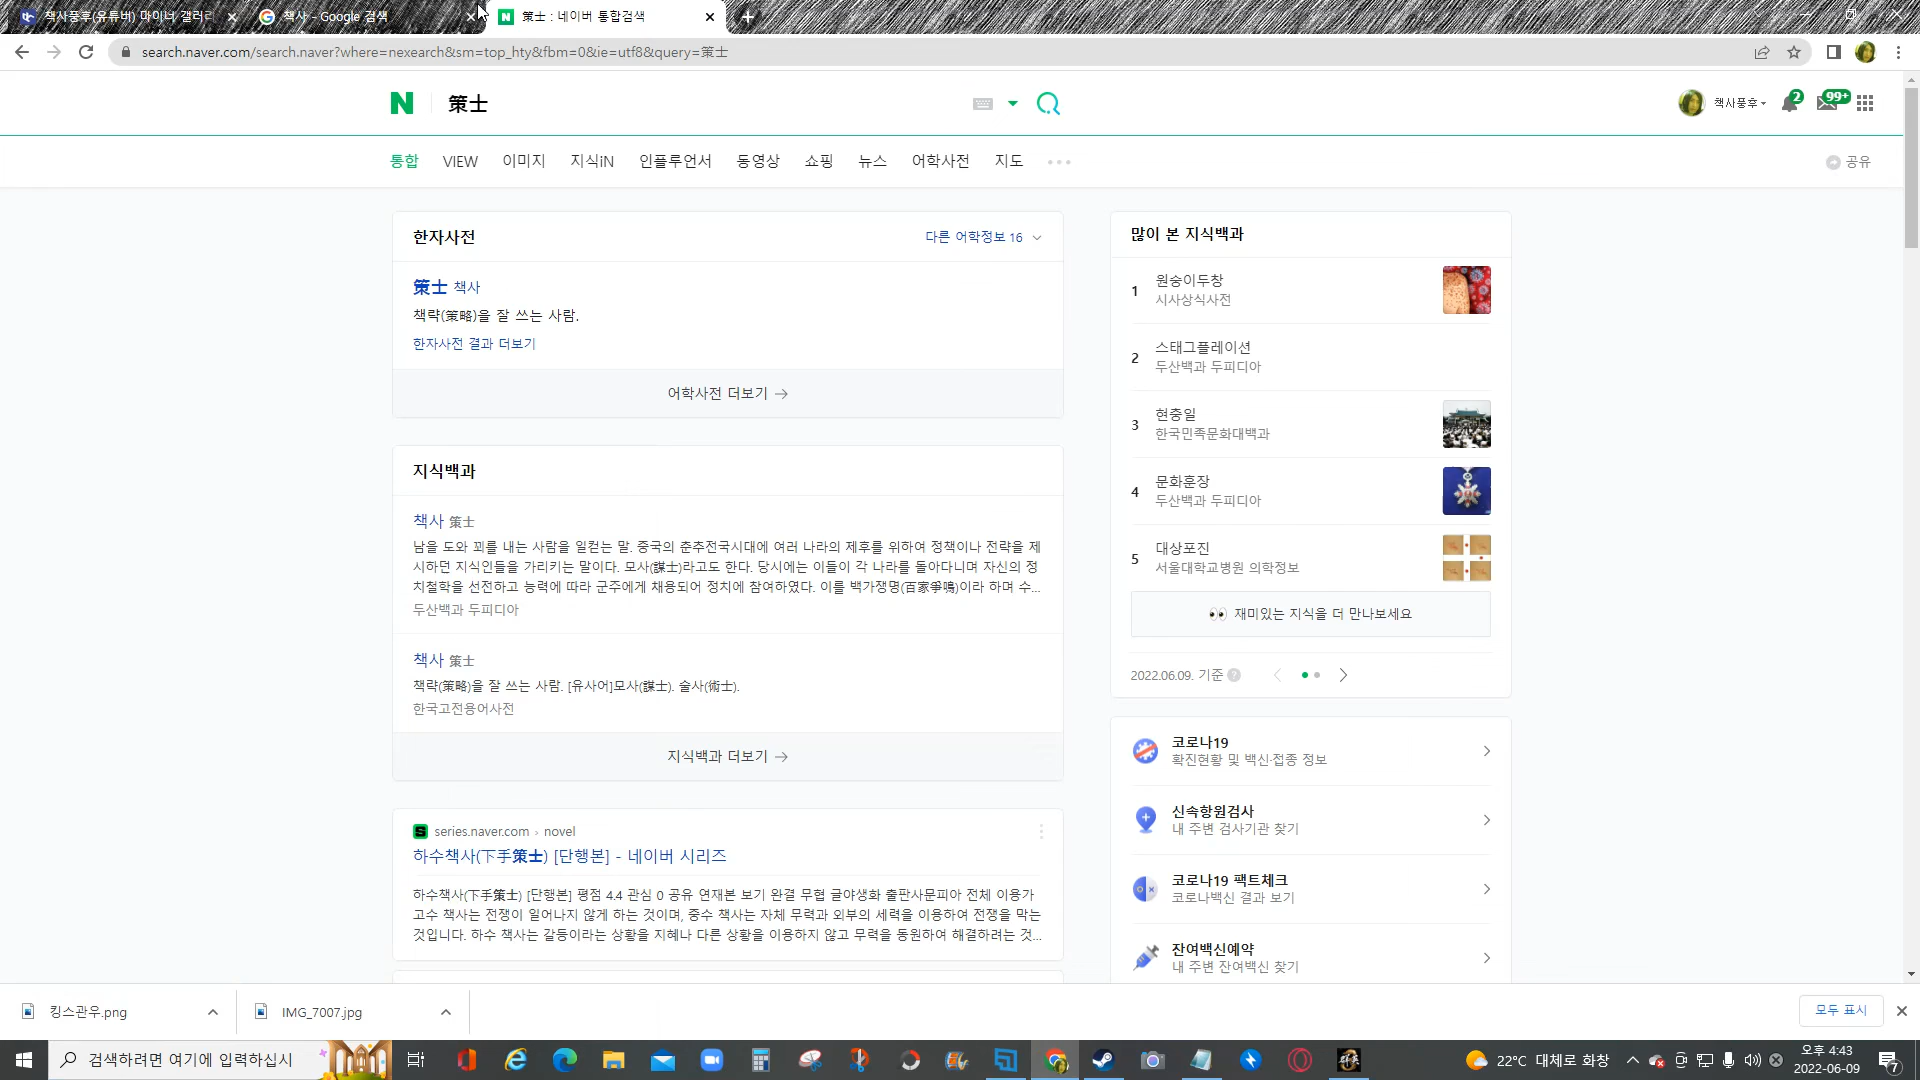 책사풍후(유튜버) 마이너 갤러리
책사 - Google 검색
策士 : 네이버 통합검색
search.naver.com/search.naver?where=nexearch&sm=top_hty&fbm=0&ie=utf8&query=策士
N 策士
책사풍후
2
99+
통합 VIEW 이미지 지식iN 인플루언서 동영상 쇼핑 뉴스 어학사전 지도
공유
한자사전
다른 어학정보 16
策士 책사
책략(策略)을 잘 쓰는 사람.
한자사전 결과 더보기
어학사전 더보기
지식백과
책사 策士
남을 도와 꾀를 내는 사람을 일컫는 말. 중국의 춘추전국시대에 여러 나라의 제후를 위하여 정책이나 전략을 제
시하던 지식인들을 가리키는 말이다. 모사(謀士)라고도 한다. 당시에는 이들이 각 나라를 돌아다니며 자신의 정
치철학을 선전하고 능력에 따라 군주에게 채용되어 정치에 참여하였다. 이를 백가쟁명(百家爭鳴)이라 하며 수...
두산백과 두피디아
책사 策士
책략(策略)을 잘 쓰는 사람. [유사어]모사(謀士). 술사(術士).
한국고전용어사전
지식백과 더보기
series.naver.com › novel
하수책사(下手策士) [단행본] - 네이버 시리즈
하수책사(下手策士) [단행본] 평점 4.4 관심 0 공유 연재본 보기 완결 무협 글야생화 출판사문피아 전체 이용가
고수 책사는 전쟁이 일어나지 않게 하는 것이며, 중수 책사는 자체 무력과 외부의 세력을 이용하여 전쟁을 막는
것입니다. 하수 책사는 갈등이라는 상황을 지혜나 다른 상황을 이용하지 않고 무력을 동원하여 해결하려는 것...
많이 본 지식백과
1 원숭이두창
시사상식사전
2 스태그플레이션
두산백과 두피디아
3 현충일
한국민족문화대백과
4 문화훈장
두산백과 두피디아
5 대상포진
서울대학교병원 의학정보
재미있는 지식을 더 만나보세요
2022.06.09. 기준
코로나19
확진현황 및 백신·접종 정보
신속항원검사
내 주변 검사기관 찾기
코로나19 팩트체크
코로나백신 결과 보기
잔여백신예약
내 주변 잔여백신 찾기
킹스관우.png
IMG_7007.jpg
모두 표시
검색하려면 여기에 입력하십시
22°C 대체로 화창
오후 4:43
2022-06-09
7